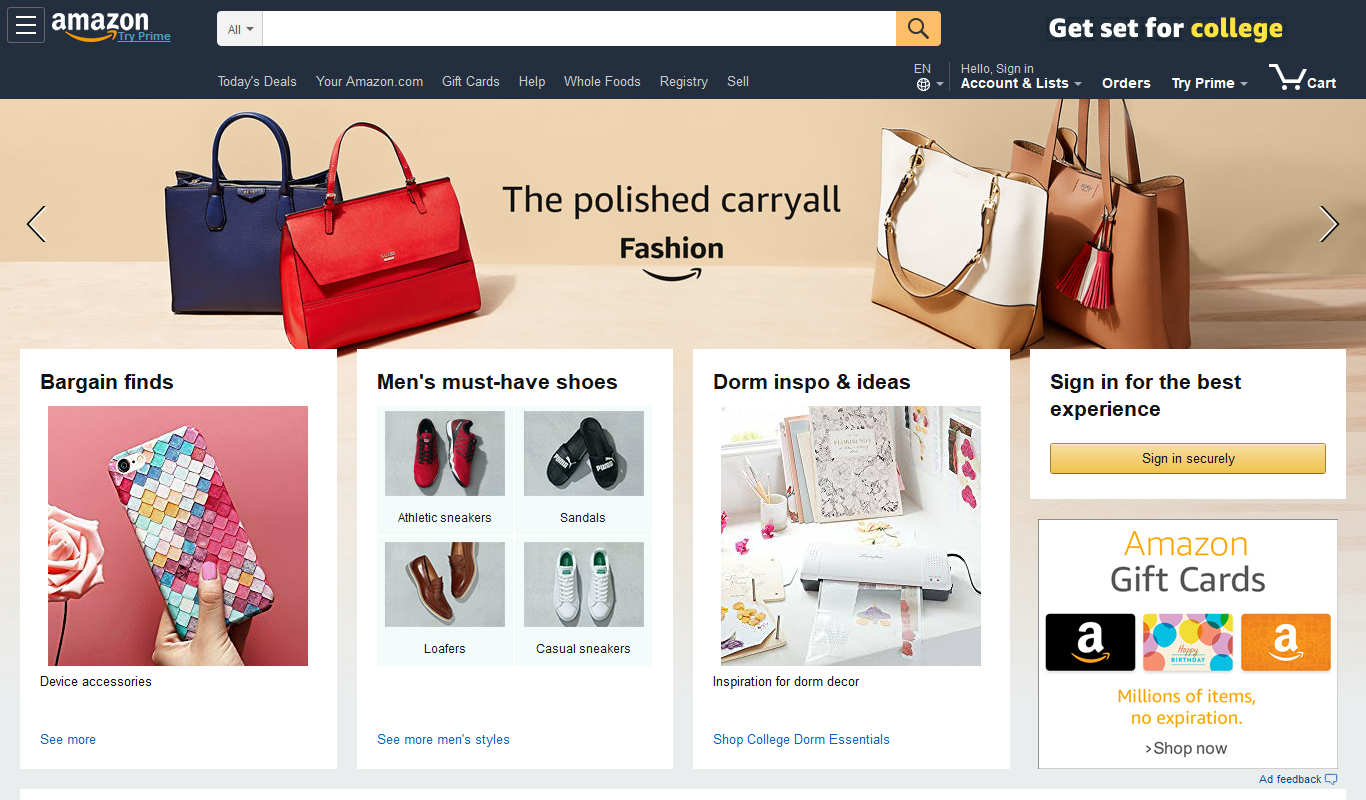 amazon
Try Prime
All
Get set for college
Today's Deals Your Amazon.com Gift Cards Help Whole Foods Registry Sell
EN
Hello, Sign in
Account & Lists
Orders
Try Prime
Cart
The polished carryall
Fashion
Bargain finds
Device accessories
See more
Men's must-have shoes
Athletic sneakers
Sandals
PUMA
PUMA
Loafers
Casual sneakers
See more men's styles
Dorm inspo & ideas
Inspiration for dorm decor
Shop College Dorm Essentials
Sign in for the best
experience
Sign in securely
Amazon
Gift Cards
a
Happy
BIRTHDAY
a
Millions of items,
no expiration.
›Shop now
Ad feedback